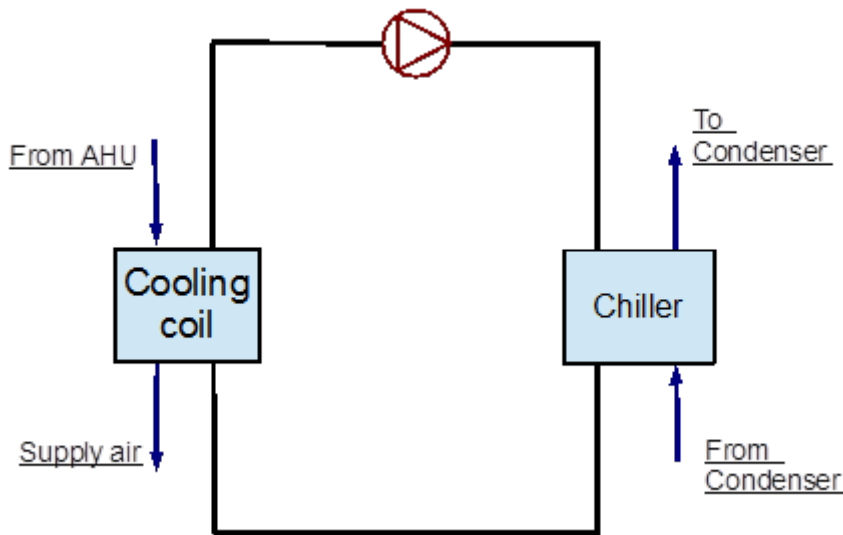 From AHU
To
Condenser
Cooling
coil
Chiller
Supply air
From
Condenser